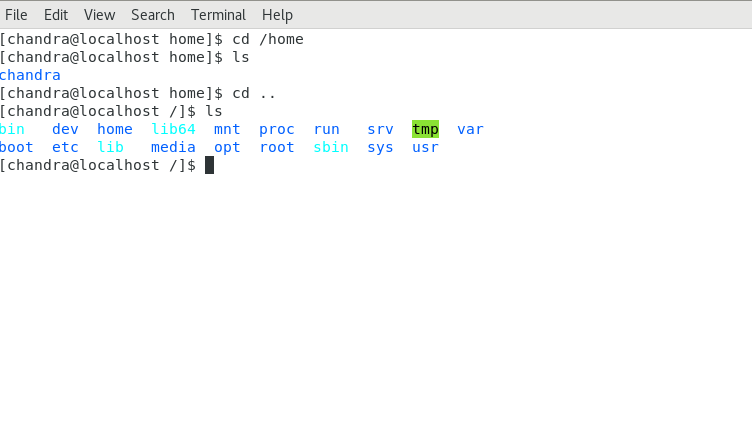 File Edit View Search Terminal Help
[chandra@localhost home]$ cd /home
[chandra@localhost home]$ ls
chandra
[chandra@localhost home]$ cd ..
[chandra@localhost /]$ ls
bin   dev  home  lib64  mnt  proc  run   srv  tmp  var
boot  etc  lib   media  opt  root  sbin  sys  usr
[chandra@localhost /]$